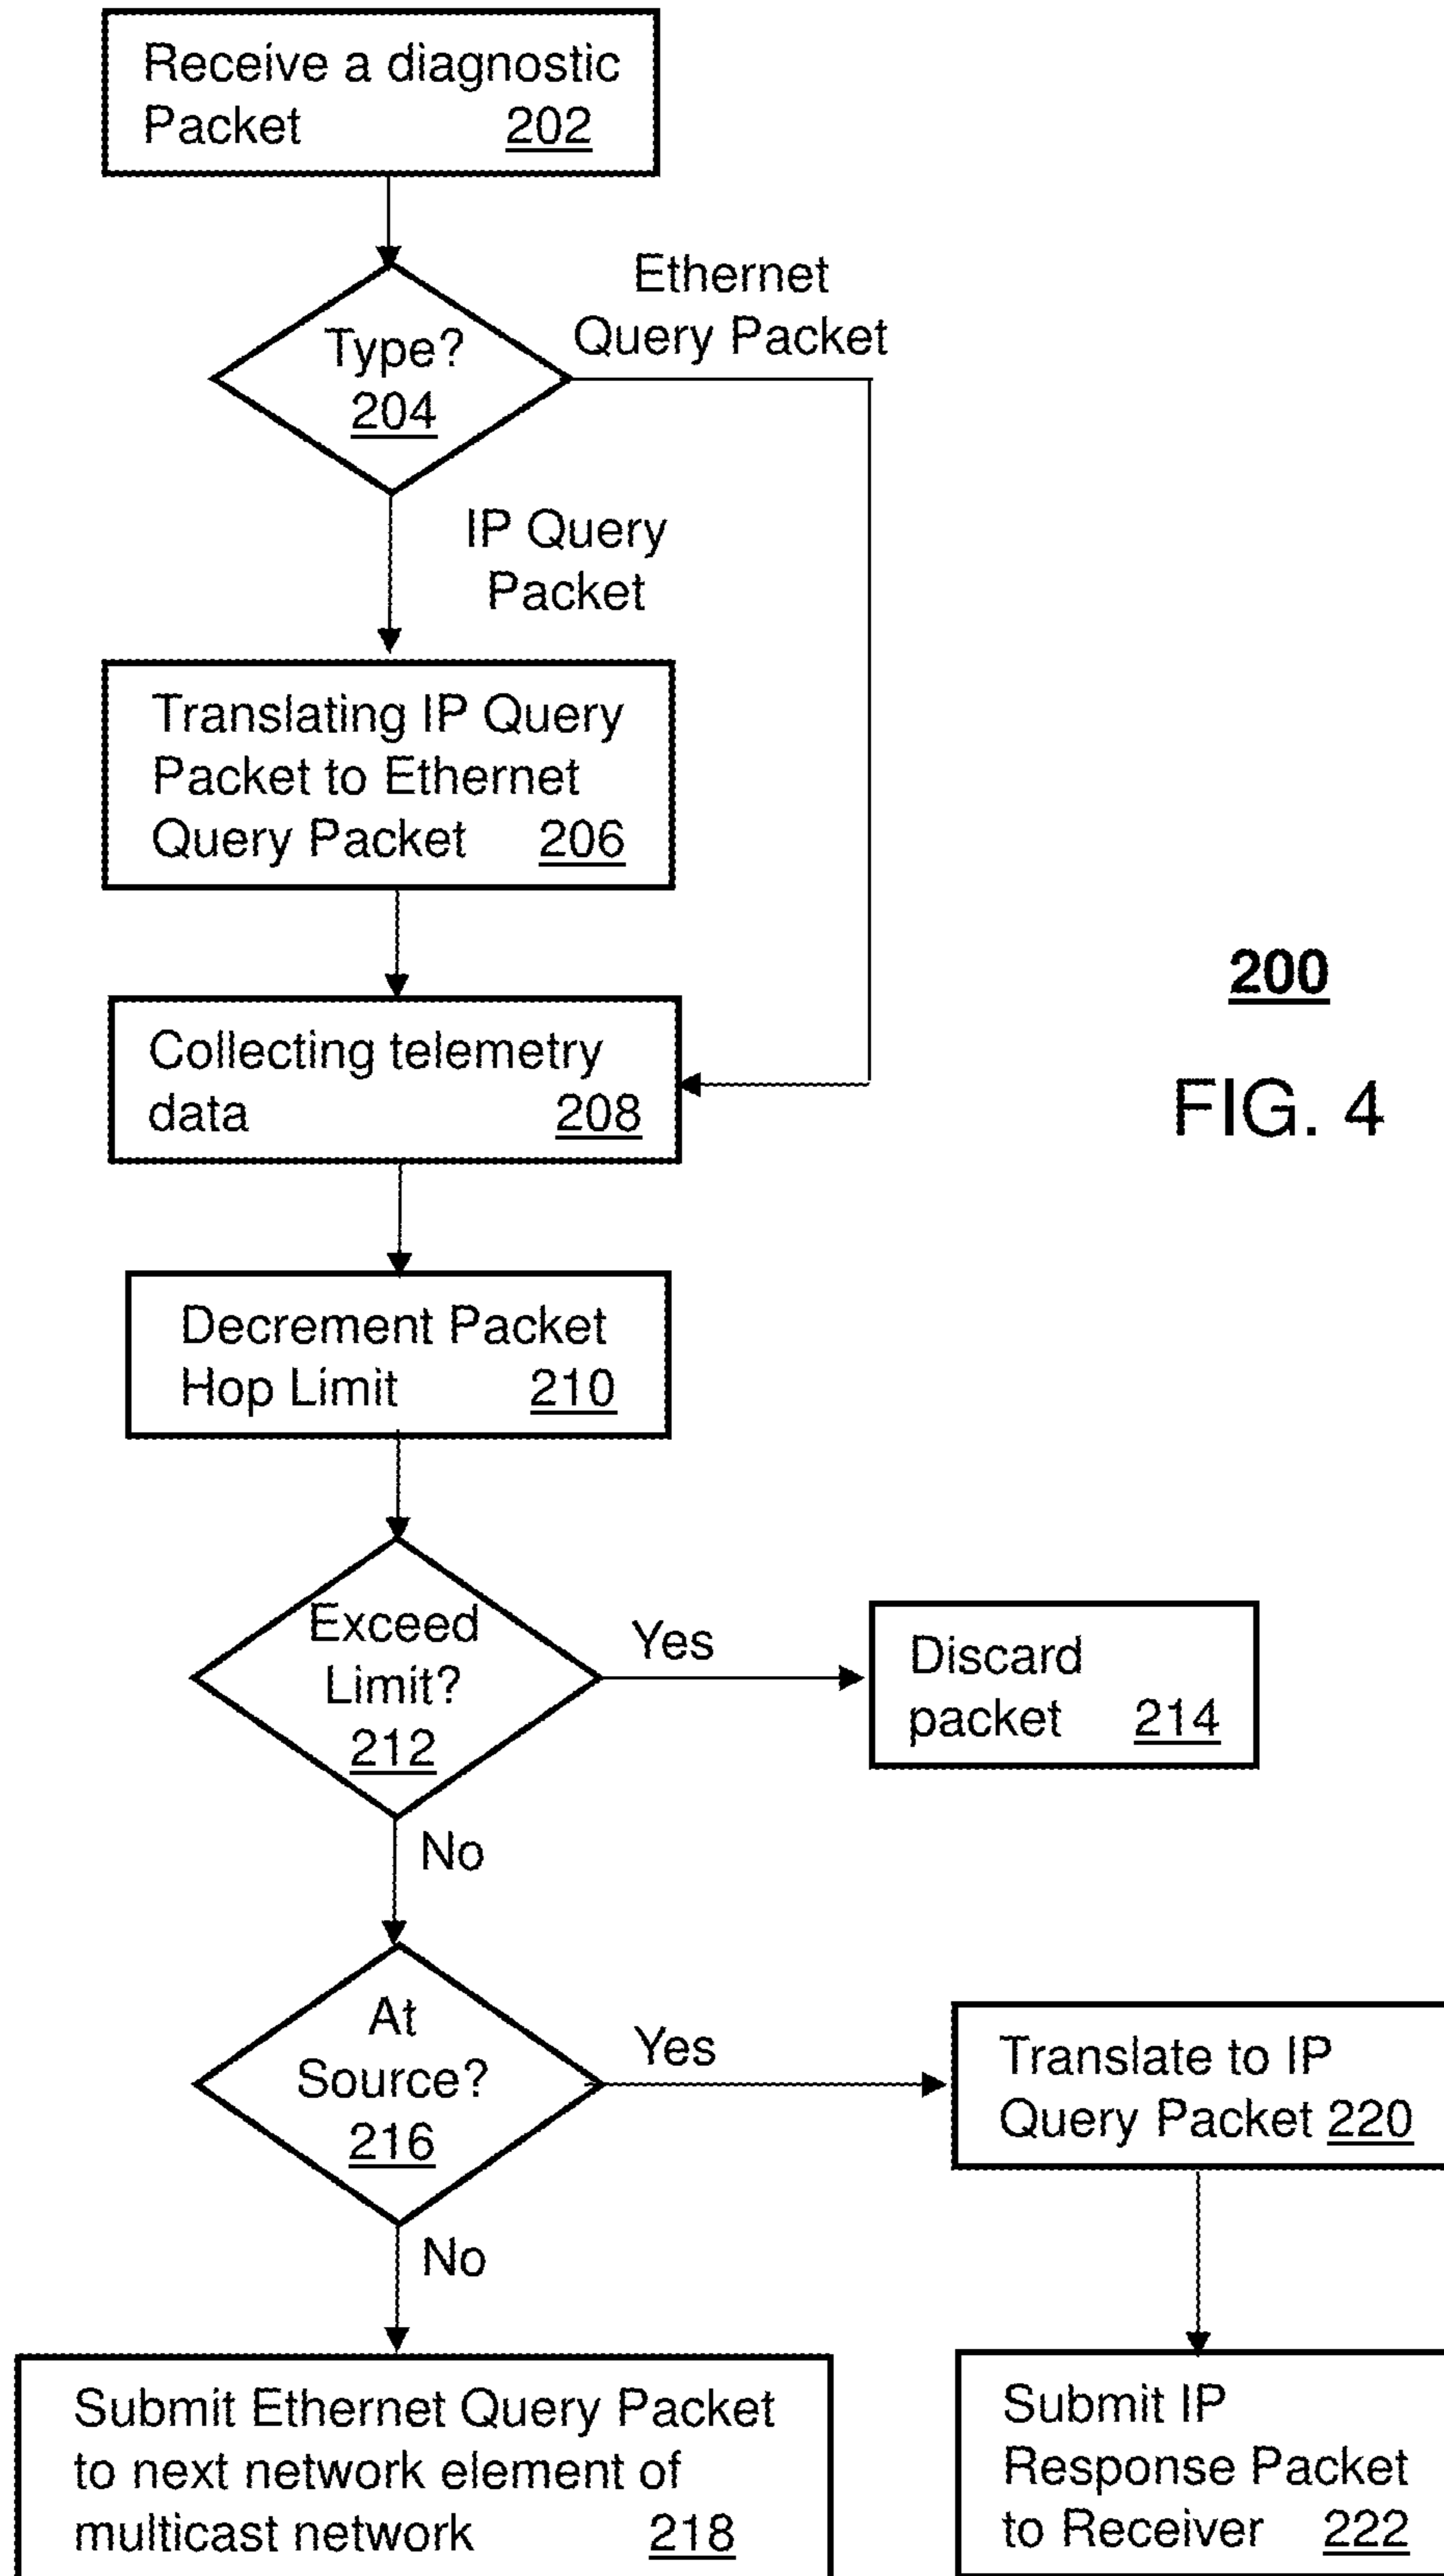 Receive a diagnostic
Packet 202
Type?
204
Ethernet
Query Packet
IP Query
Packet
Translating IP Query
Packet to Ethernet
Query Packet 206
Collecting telemetry
data 208
200
FIG. 4
Decrement Packet
Hop Limit 210
Exceed
Limit?
212
Yes
Discard
packet 214
No
At
Source?
216
Yes
Translate to IP
Query Packet 220
No
Submit Ethernet Query Packet
to next network element of
multicast network 218
Submit IP
Response Packet
to Receiver 222